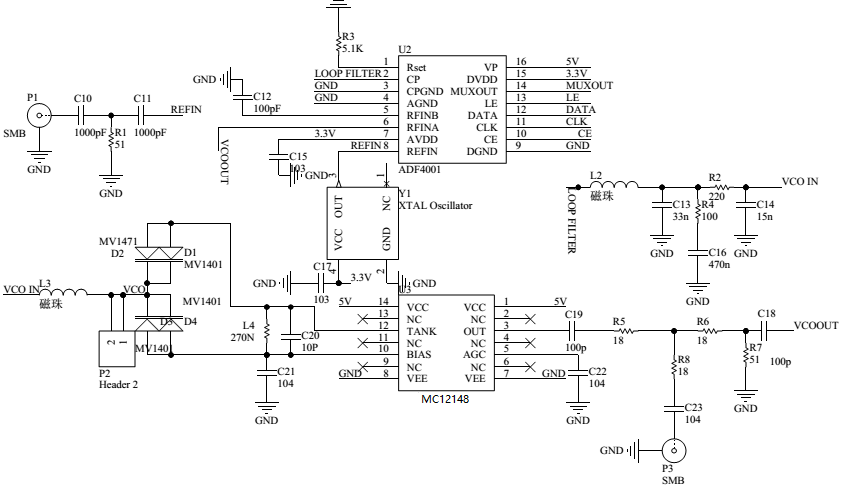 R3
5.1K
U2
1
Rset
VP
16
5V
LOOP FILTER
2
CP
DVDD
15
3.3V
GND
3
CPGND
MUXOUT
14
MUXOUT
GND
4
AGND
LE
13
LE
5
RFINB
DATA
12
DATA
6
RFINA
CLK
11
CLK
3.3V
7
AVDD
CE
10
CE
REFIN
8
REFIN
DGND
9
GND
ADF4001
GND
C12
100pF
VCOOUT
P1
SMB
GND
C10
1000pF
R1
51
GND
C11
1000pF
REFIN
C15
103
GND
3
1
Y1
XTAL Oscillator
OUT
NC
VCC
GND
4
2
GND
C17
103
3.3V
GND
LOOP FILTER
L2
磁珠
C13
33n
GND
R4
100
C16
470n
GND
R2
220
C14
15n
GND
VCO IN
MV1471
D2
D1
MV1401
VCO IN
L3
磁珠
VCO
MV1401
D3
D4
MV1401
2
1
P2
Header 2
L4
270N
C20
10P
C21
104
GND
U3
5V
14
VCC
VCC
1
5V
13
NC
NC
2
12
TANK
OUT
3
11
NC
NC
4
10
BIAS
AGC
5
9
NC
NC
6
GND
8
VEE
VEE
7
GND
MC12148
C19
100p
C22
104
GND
R5
18
R6
18
R8
18
C23
104
GND
P3
SMB
R7
51
GND
C18
100p
VCOOUT